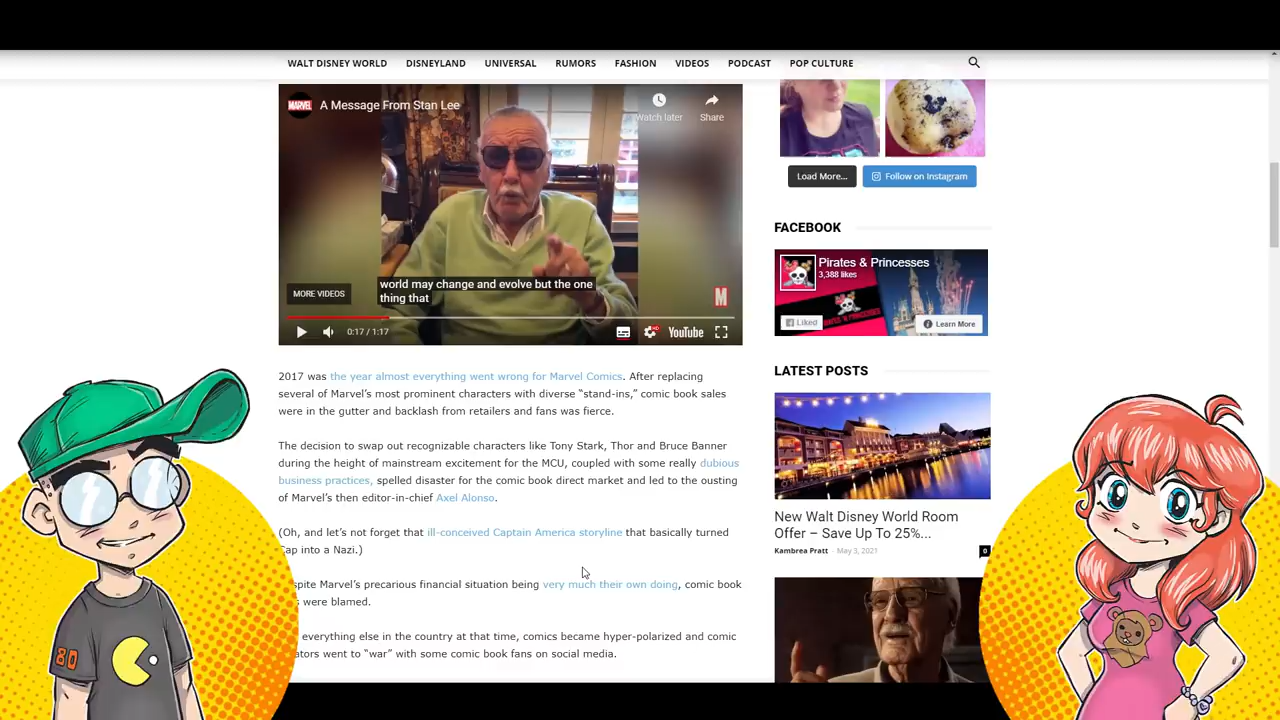 WALT DISNEY WORLD DISNEYLAND UNIVERSAL RUMORS FASHION VIDEOS PODCAST POP CULTURE
MARVEL
A Message From Stan Lee
Watch later
Share
world may change and evolve but the one
thing that
MORE VIDEOS
M
0:17 / 1:17
HD
YouTube
2017 was the year almost everything went wrong for Marvel Comics. After replacing
several of Marvel's most prominent characters with diverse “stand-ins,” comic book sales
were in the gutter and backlash from retailers and fans was fierce.
The decision to swap out recognizable characters like Tony Stark, Thor and Bruce Banner
during the height of mainstream excitement for the MCU, coupled with some really dubious
business practices, spelled disaster for the comic book direct market and led to the ousting
of Marvel's then editor-in-chief Axel Alonso.
(Oh, and let's not forget that ill-conceived Captain America storyline that basically turned
Cap into a Nazi.)
spite Marvel's precarious financial situation being very much their own doing, comic book
s were blamed.
everything else in the country at that time, comics became hyper-polarized and comic
ators went to “war” with some comic book fans on social media.
Load More...
Follow on Instagram
FACEBOOK
Pirates & Princesses
3,388 likes
Liked
Learn More
LATEST POSTS
New Walt Disney World Room
Offer – Save Up To 25%...
Kambrea Pratt - May 3, 2021
0
80